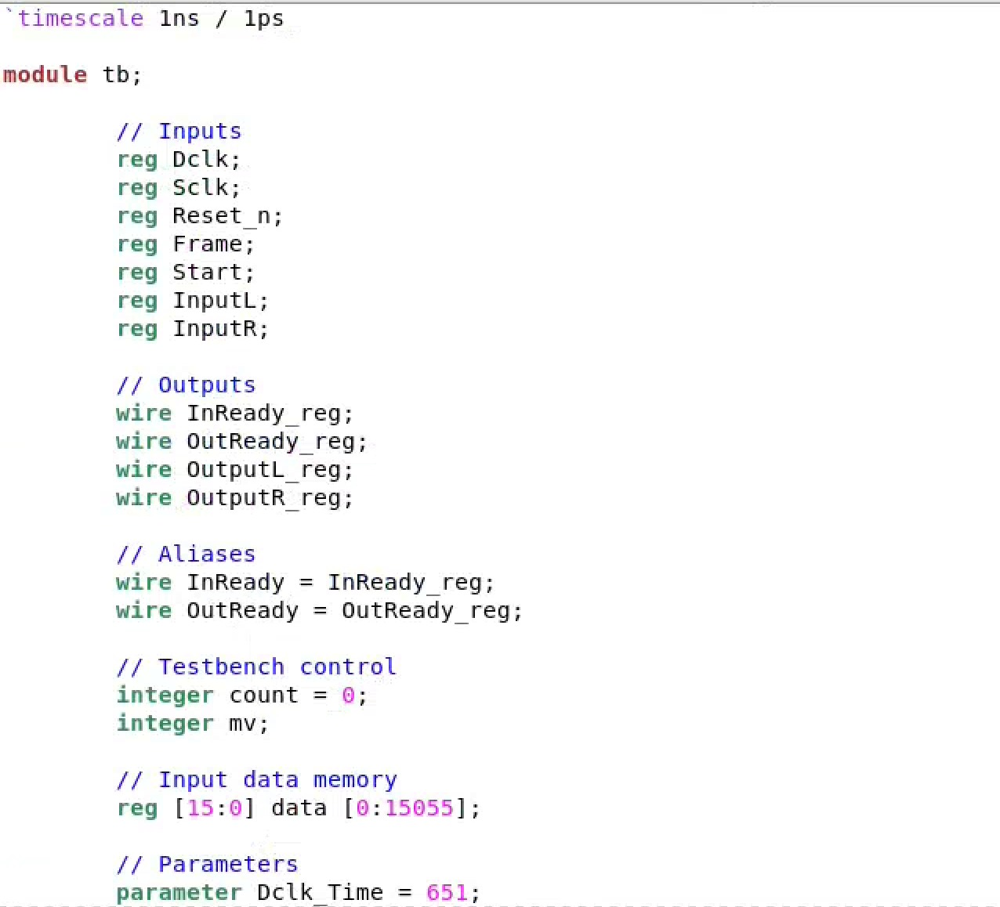 `timescale 1ns / 1ps
module tb;
// Inputs
reg Dclk;
reg Sclk;
reg Reset_n;
reg Frame;
reg Start;
reg InputL;
reg InputR;
// Outputs
wire InReady_reg;
wire OutReady_reg;
wire OutputL_reg;
wire OutputR_reg;
// Aliases
wire InReady = InReady_reg;
wire OutReady = OutReady_reg;
// Testbench control
integer count = 0;
integer mv;
// Input data memory
reg [15:0] data [0:15055];
// Parameters
parameter Dclk_Time = 651;